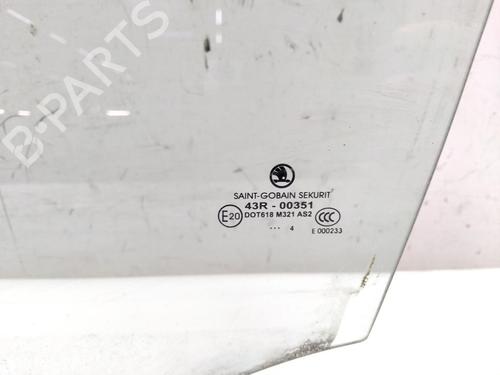 SAINT-GOBAIN SEKURIT
43R - 00351
E20 DOT618 M321 AS2 CCC
... 4 E 000233
B-PARTS